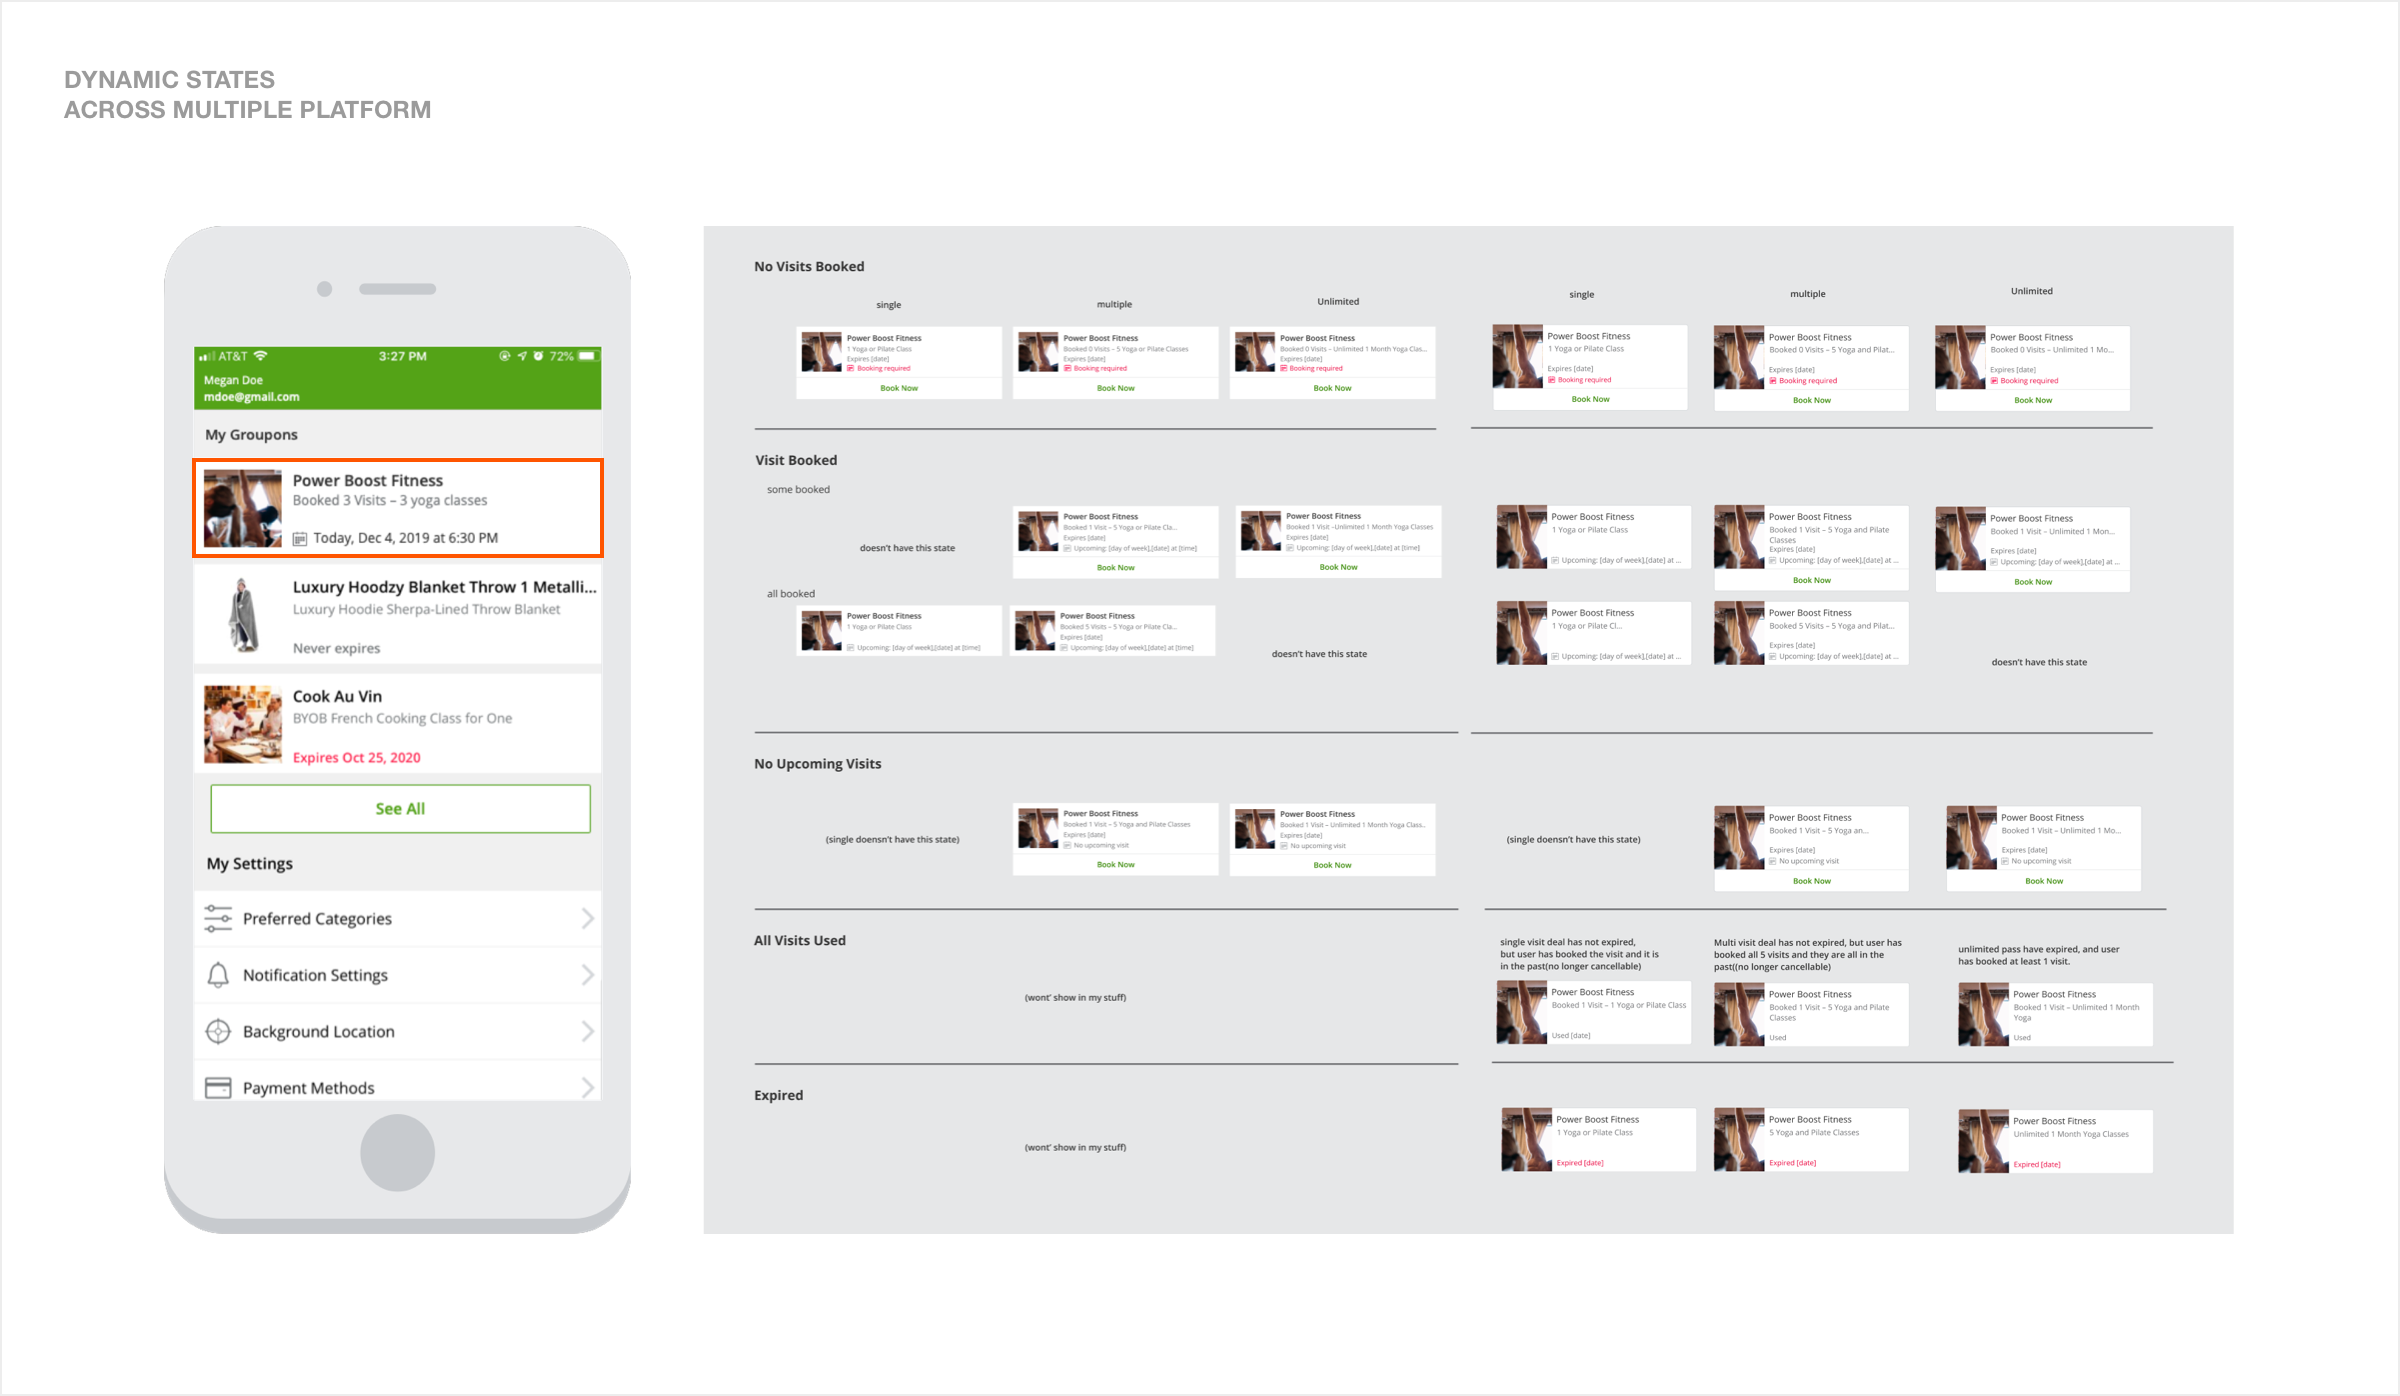 DYNAMIC STATES
ACROSS MULTIPLE PLATFORM
AT&T
3:27 PM
72%
Megan Doe
mdoe@gmail.com
My Groupons
Power Boost Fitness
Booked 3 Visits – 3 yoga classes
Today, Dec 4, 2019 at 6:30 PM
Luxury Hoodzy Blanket Throw 1 Metalli...
Luxury Hoodie Sherpa-Lined Throw Blanket
Never expires
Cook Au Vin
BYOB French Cooking Class for One
Expires Oct 25, 2020
See All
My Settings
Preferred Categories
Notification Settings
Background Location
Payment Methods
No Visits Booked
single
multiple
Unlimited
Power Boost Fitness
1 Yoga or Pilate Class
Expires [date]
Booking required
Book Now
Power Boost Fitness
Booked 0 Visits – 5 Yoga or Pilate Classes
Expires [date]
Booking required
Book Now
Power Boost Fitness
Booked 0 Visits – Unlimited 1 Month Yoga Clas...
Expires [date]
Booking required
Book Now
single
multiple
Unlimited
Power Boost Fitness
1 Yoga or Pilate Class
Expires [date]
Booking required
Book Now
Power Boost Fitness
Booked 0 Visits – 5 Yoga and Pilat...
Expires [date]
Booking required
Book Now
Power Boost Fitness
Booked 0 Visits – Unlimited 1 Mo...
Expires [date]
Booking required
Book Now
Visit Booked
some booked
doesn't have this state
Power Boost Fitness
Booked 1 Visit – 5 Yoga or Pilate Cla...
Expires [date]
Upcoming: [day of week],[date] at [time]
Book Now
Power Boost Fitness
Booked 1 Visit –Unlimited 1 Month Yoga Classes
Expires [date]
Upcoming: [day of week],[date] at [time]
Book Now
Power Boost Fitness
1 Yoga or Pilate Class
Upcoming: [day of week],[date] at ...
Power Boost Fitness
Booked 1 Visit – 5 Yoga and Pilate
Classes
Expires [date]
Upcoming: [day of week],[date] at ...
Book Now
Power Boost Fitness
Booked 1 Visit – Unlimited 1 Mon...
Expires [date]
Upcoming: [day of week],[date] at ...
Book Now
all booked
Power Boost Fitness
1 Yoga or Pilate Class
Upcoming: [day of week],[date] at [time]
Power Boost Fitness
Booked 5 Visits – 5 Yoga or Pilate Cla...
Expires [date]
Upcoming: [day of week],[date] at [time]
doesn't have this state
Power Boost Fitness
1 Yoga or Pilate Cl...
Upcoming: [day of week],[date] at ...
Power Boost Fitness
Booked 5 Visits – 5 Yoga and Pilat...
Expires [date]
Upcoming: [day of week],[date] at ...
doesn't have this state
No Upcoming Visits
(single doensn't have this state)
Power Boost Fitness
Booked 1 Visit – 5 Yoga and Pilate Classes
Expires [date]
No upcoming visit
Book Now
Power Boost Fitness
Booked 1 Visit – Unlimited 1 Month Yoga Class..
Expires [date]
No upcoming visit
Book Now
(single doensn't have this state)
Power Boost Fitness
Booked 1 Visit – 5 Yoga an...
Expires [date]
No upcoming visit
Book Now
Power Boost Fitness
Booked 1 Visit – Unlimited 1 Mo...
Expires [date]
No upcoming visit
Book Now
All Visits Used
(wont' show in my stuff)
single visit deal has not expired,
but user has booked the visit and it is
in the past(no longer cancellable)
Power Boost Fitness
Booked 1 Visit – 1 Yoga or Pilate Class
Used [date]
Multi visit deal has not expired, but user has
booked all 5 visits and they are all in the
past((no longer cancellable)
Power Boost Fitness
Booked 1 Visit – 5 Yoga and Pilate
Classes
Used
unlimited pass have expired, and user
has booked at least 1 visit.
Power Boost Fitness
Booked 1 Visit – Unlimited 1 Month
Yoga
Used
Expired
(wont' show in my stuff)
Power Boost Fitness
1 Yoga or Pilate Class
Expired [date]
Power Boost Fitness
5 Yoga and Pilate Classes
Expired [date]
Power Boost Fitness
Unlimited 1 Month Yoga Classes
Expired [date]